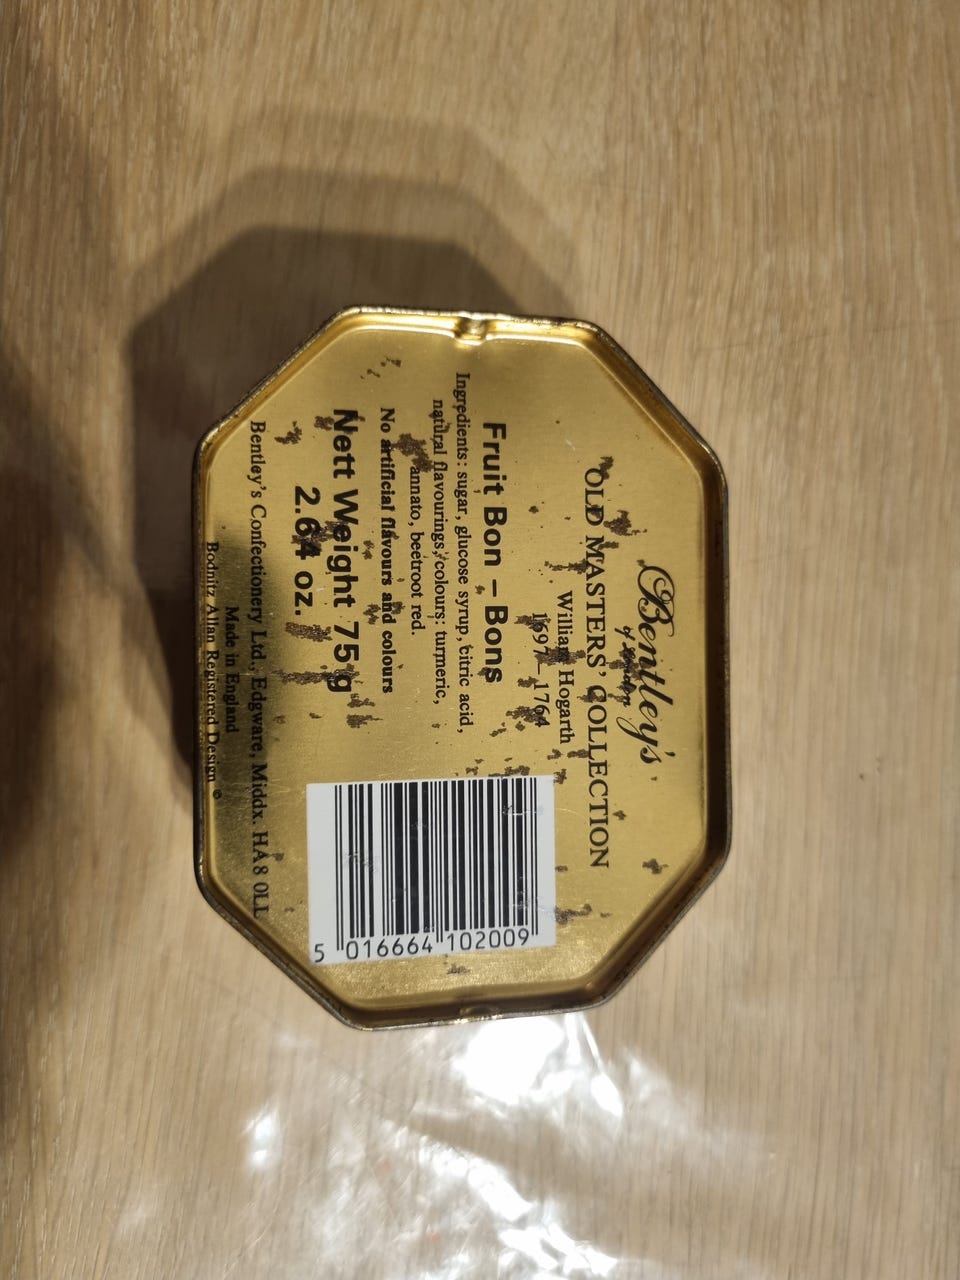 Bentley's
of London
OLD MASTERS' COLLECTION
William Hogarth
1697 1764
Fruit Bon – Bons
Ingredients: sugar, glucose syrup, citric acid,
natural flavourings, colours: turmeric,
annato, beetroot red.
No artificial flavours and colours
Nett Weight 75g
2.64 oz.
Bentley's Confectionery Ltd., Edgware, Middx. HA8 0LL
Made in England
Bodnitz Allan Registered Design ©
5 016664 102009